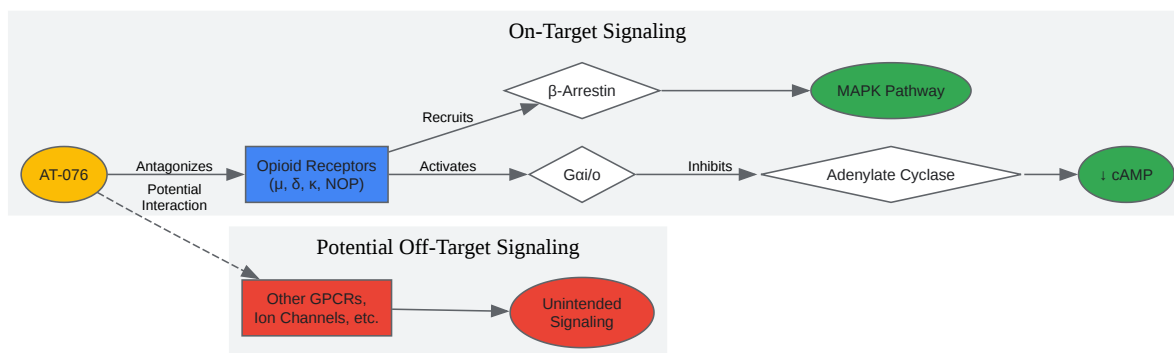 On-Target Signaling
β-Arrestin
MAPK Pathway
Recruits
AT-076
Antagonizes
Opioid Receptors
(μ, δ, κ, NOP)
Activates
Gαi/o
Inhibits
Adenylate Cyclase
↓ cAMP
Potential
Interaction
Potential Off-Target Signaling
Other GPCRs,
Ion Channels, etc.
Unintended
Signaling